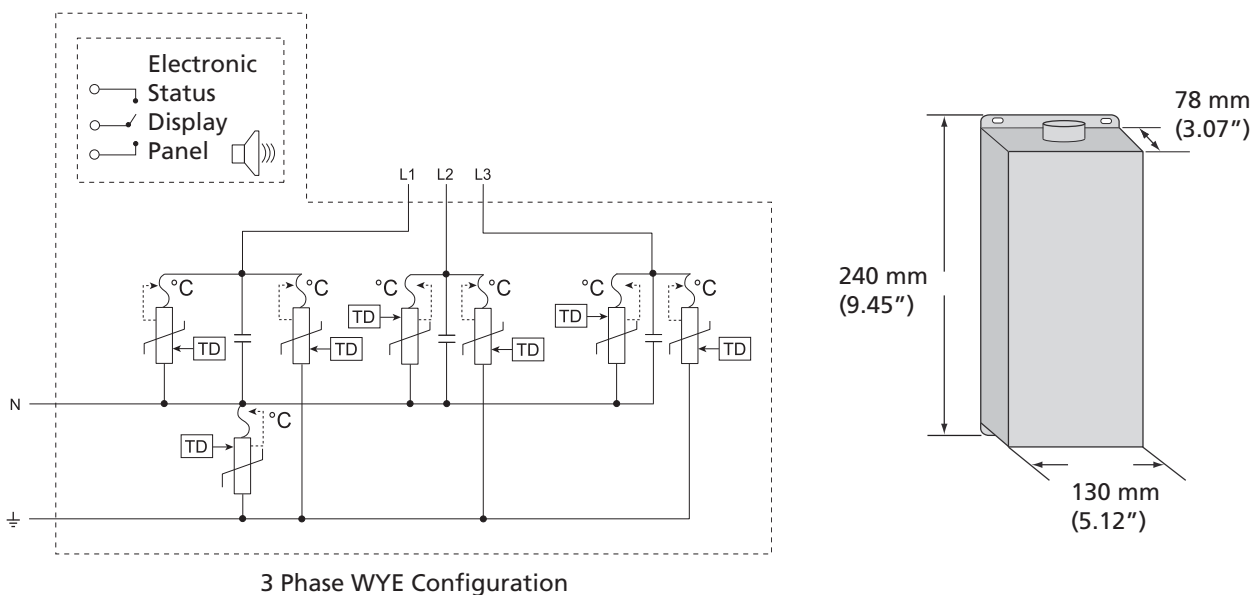 Electronic
Status
Display
Panel
L1 L2 L3
°C °C °C °C °C °C
TD TD
TD TD TD TD
N
°C
TD
3 Phase WYE Configuration
78 mm
(3.07”)
240 mm
(9.45”)
130 mm
(5.12”)